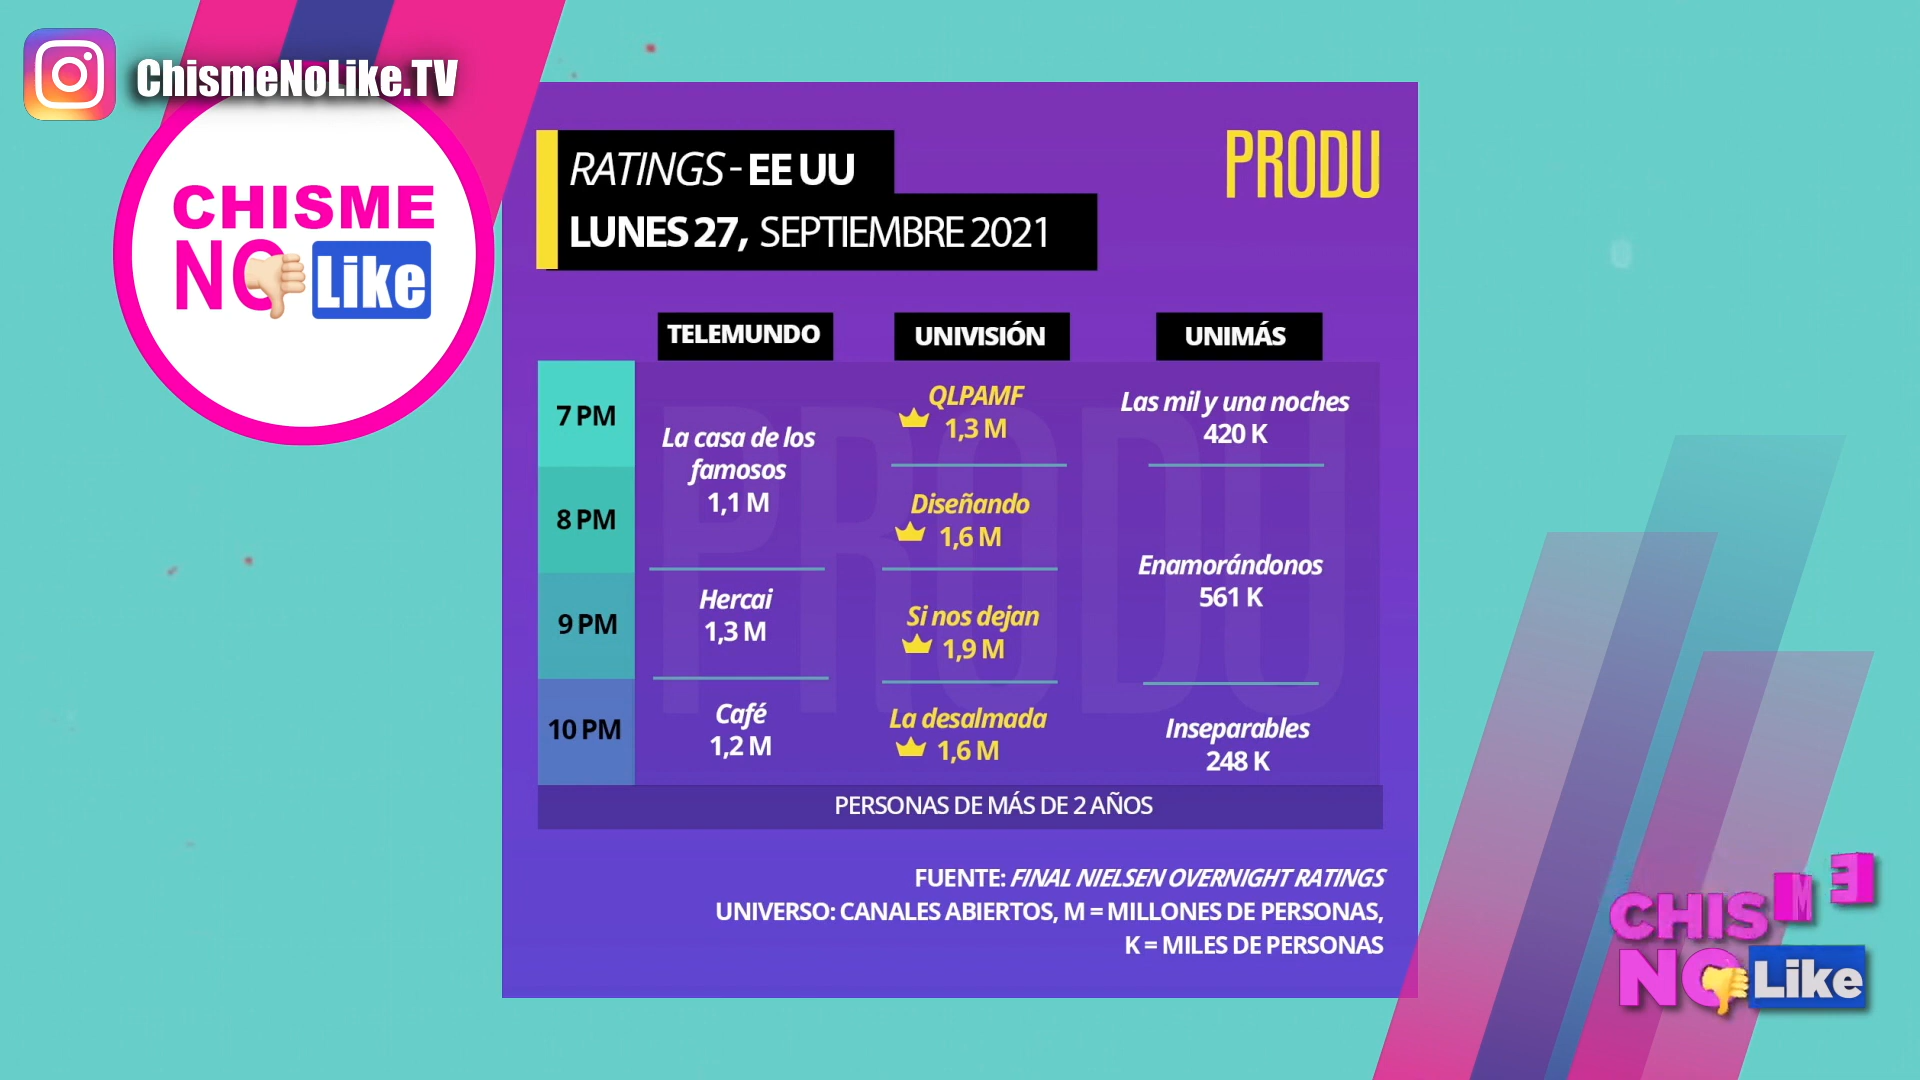 ChismeNoLike.TV
CHISME
NO Like
RATINGS - EE UU
LUNES 27, SEPTIEMBRE 2021
PRODU
TELEMUNDO
UNIVISIÓN
UNIMÁS
7 PM
8 PM
9 PM
10 PM
La casa de los
famosos
1,1 M
Hercai
1,3 M
Café
1,2 M
QLPAMF
1,3 M
Diseñando
1,6 M
Si nos dejan
1,9 M
La desalmada
1,6 M
Las mil y una noches
420 K
Enamorándonos
561 K
Inseparables
248 K
PRODU
PERSONAS DE MÁS DE 2 AÑOS
FUENTE: FINAL NIELSEN OVERNIGHT RATINGS
UNIVERSO: CANALES ABIERTOS, M = MILLONES DE PERSONAS,
K = MILES DE PERSONAS
CHISME
NO Like